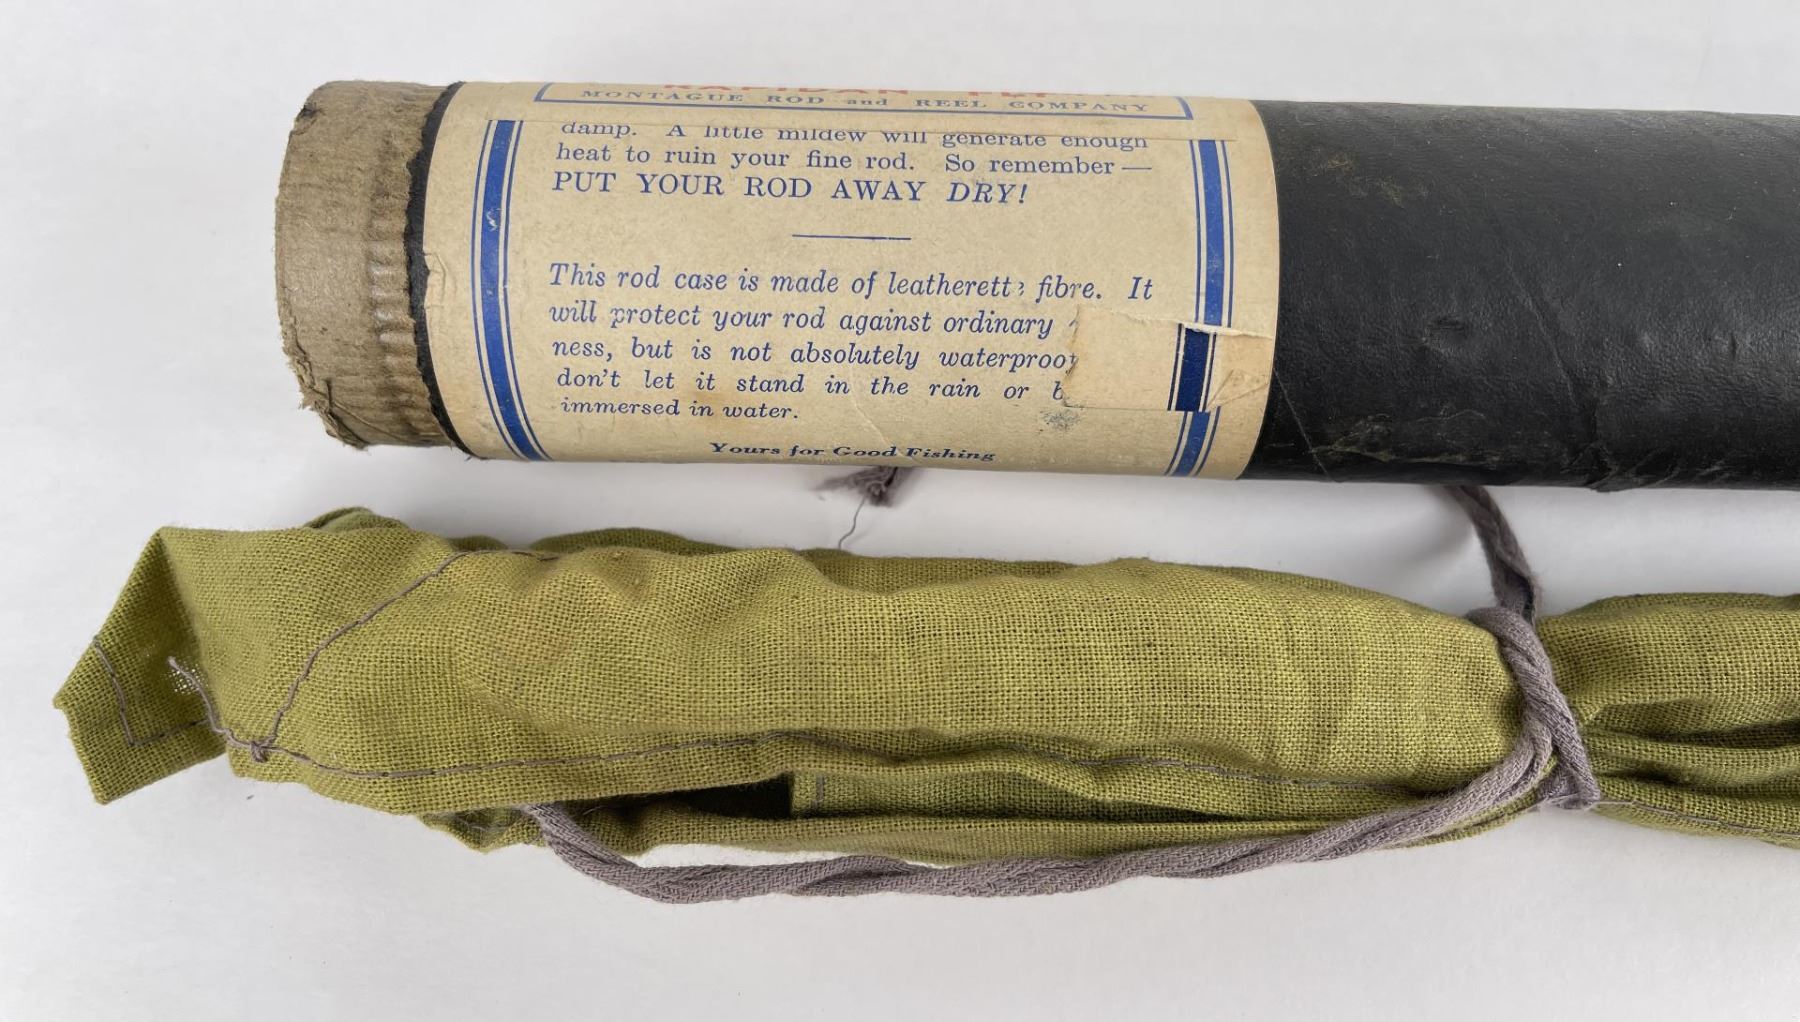 RAPIDAN
MONTAGUE ROD and REEL COMPANY
damp. A little mildew will generate enough
heat to ruin your fine rod. So remember —
PUT YOUR ROD AWAY DRY!
This rod case is made of leatherette fibre. It
will protect your rod against ordinary
ness, but is not absolutely waterproof
don't let it stand in the rain or b
immersed in water.
Yours for Good Fishing